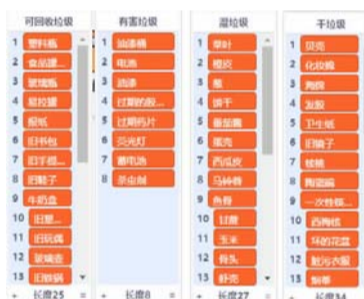 可回收垃圾
1 塑料瓶
2 食品罐...
3 玻璃瓶
4 易拉罐
5 报纸
6 旧书包
7 旧手提...
8 旧鞋子
9 牛奶盒
10 旧塑...
11 旧玩偶
12 玻璃壶
13 旧铁锅
+ 长度25 =
有害垃圾
1 油漆桶
2 电池
3 油漆
4 过期的胶...
5 过期药片
6 荧光灯
7 蓄电池
8 杀虫剂
+ 长度8 =
湿垃圾
1 草叶
2 橙皮
3 葱
4 饼干
5 番茄酱
6 蛋壳
7 西瓜皮
8 马铃薯
9 鱼骨
10 甘蔗
11 玉米
12 骨头
13 虾壳
+ 长度27 =
干垃圾
1 贝壳
2 化妆棉
3 海绵
4 发胶
5 卫生纸
6 旧镜子
7
8 陶瓷碗
9 一次性筷...
10 西梅核
11 坏的花盆
12 脏污衣服
13 烟蒂
+ 长度34 =